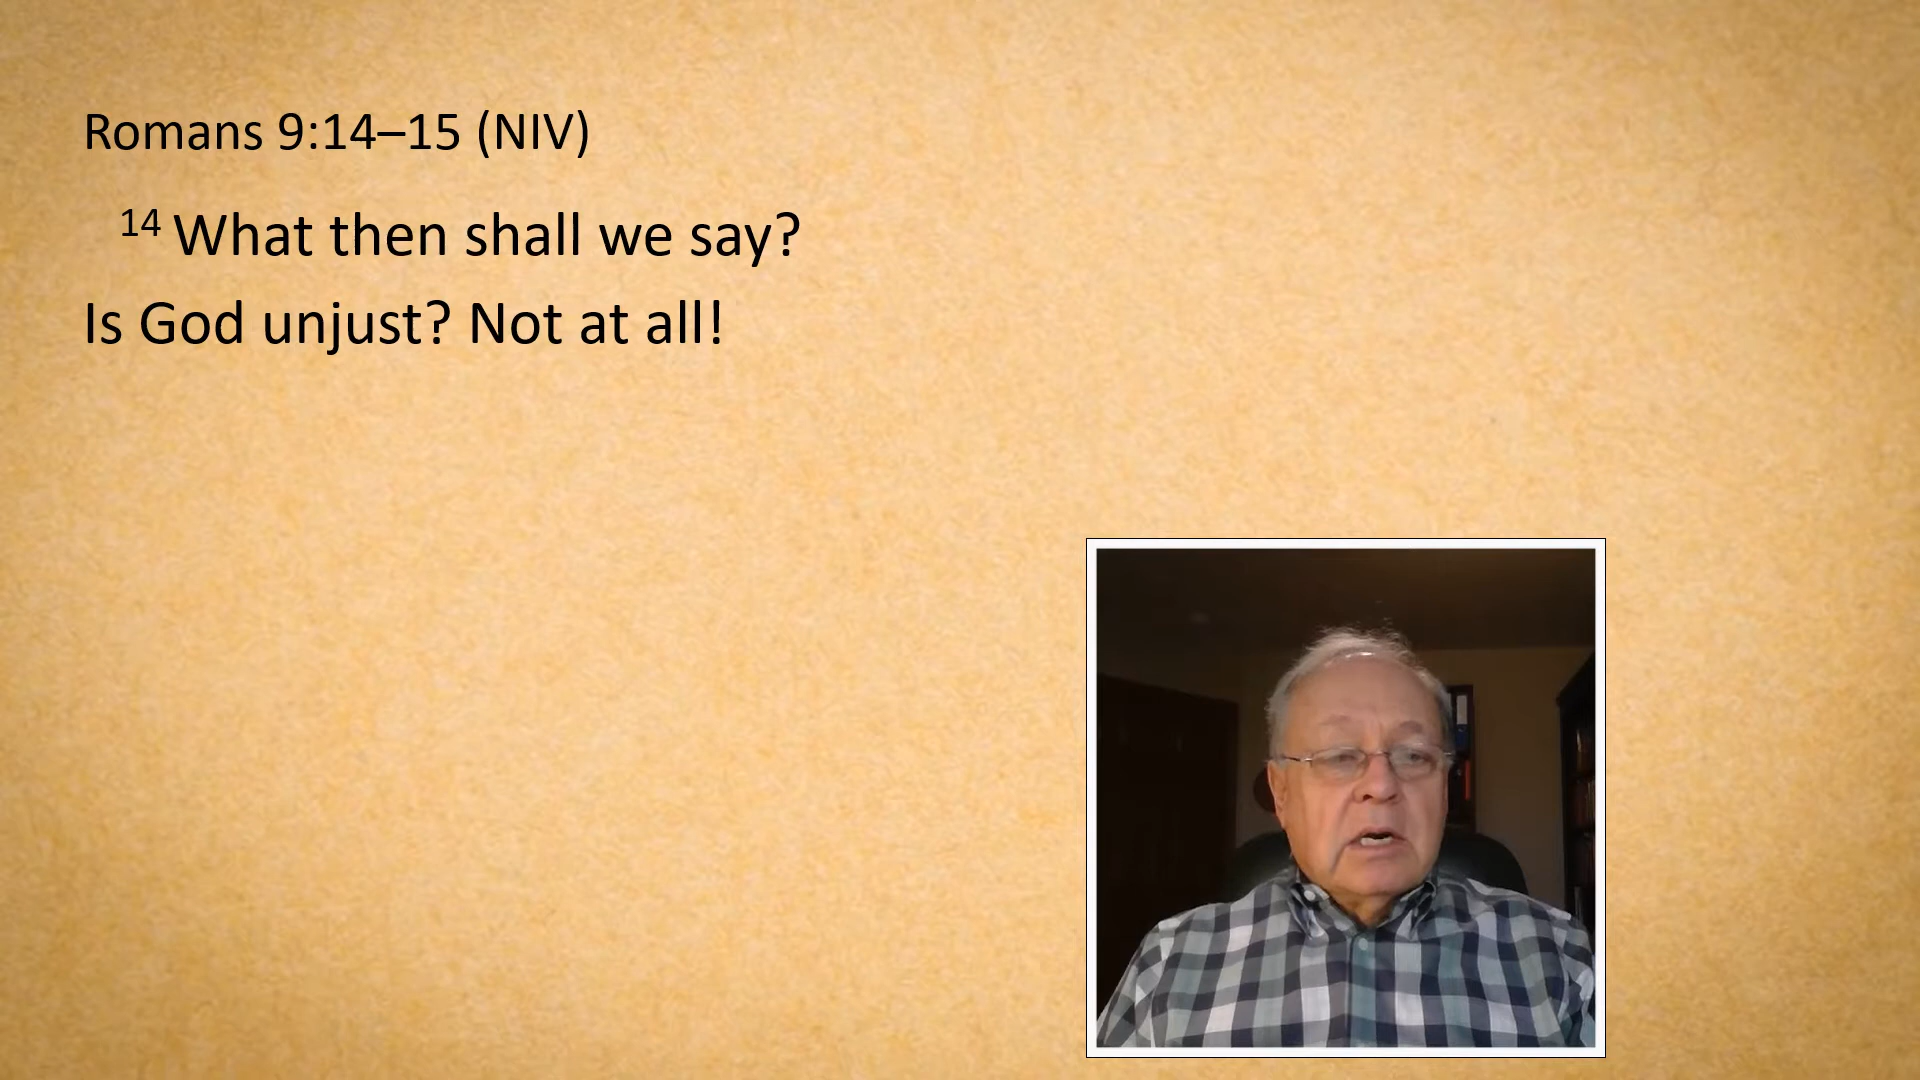 Romans 9:14–15 (NIV)
14 What then shall we say?
Is God unjust? Not at all!